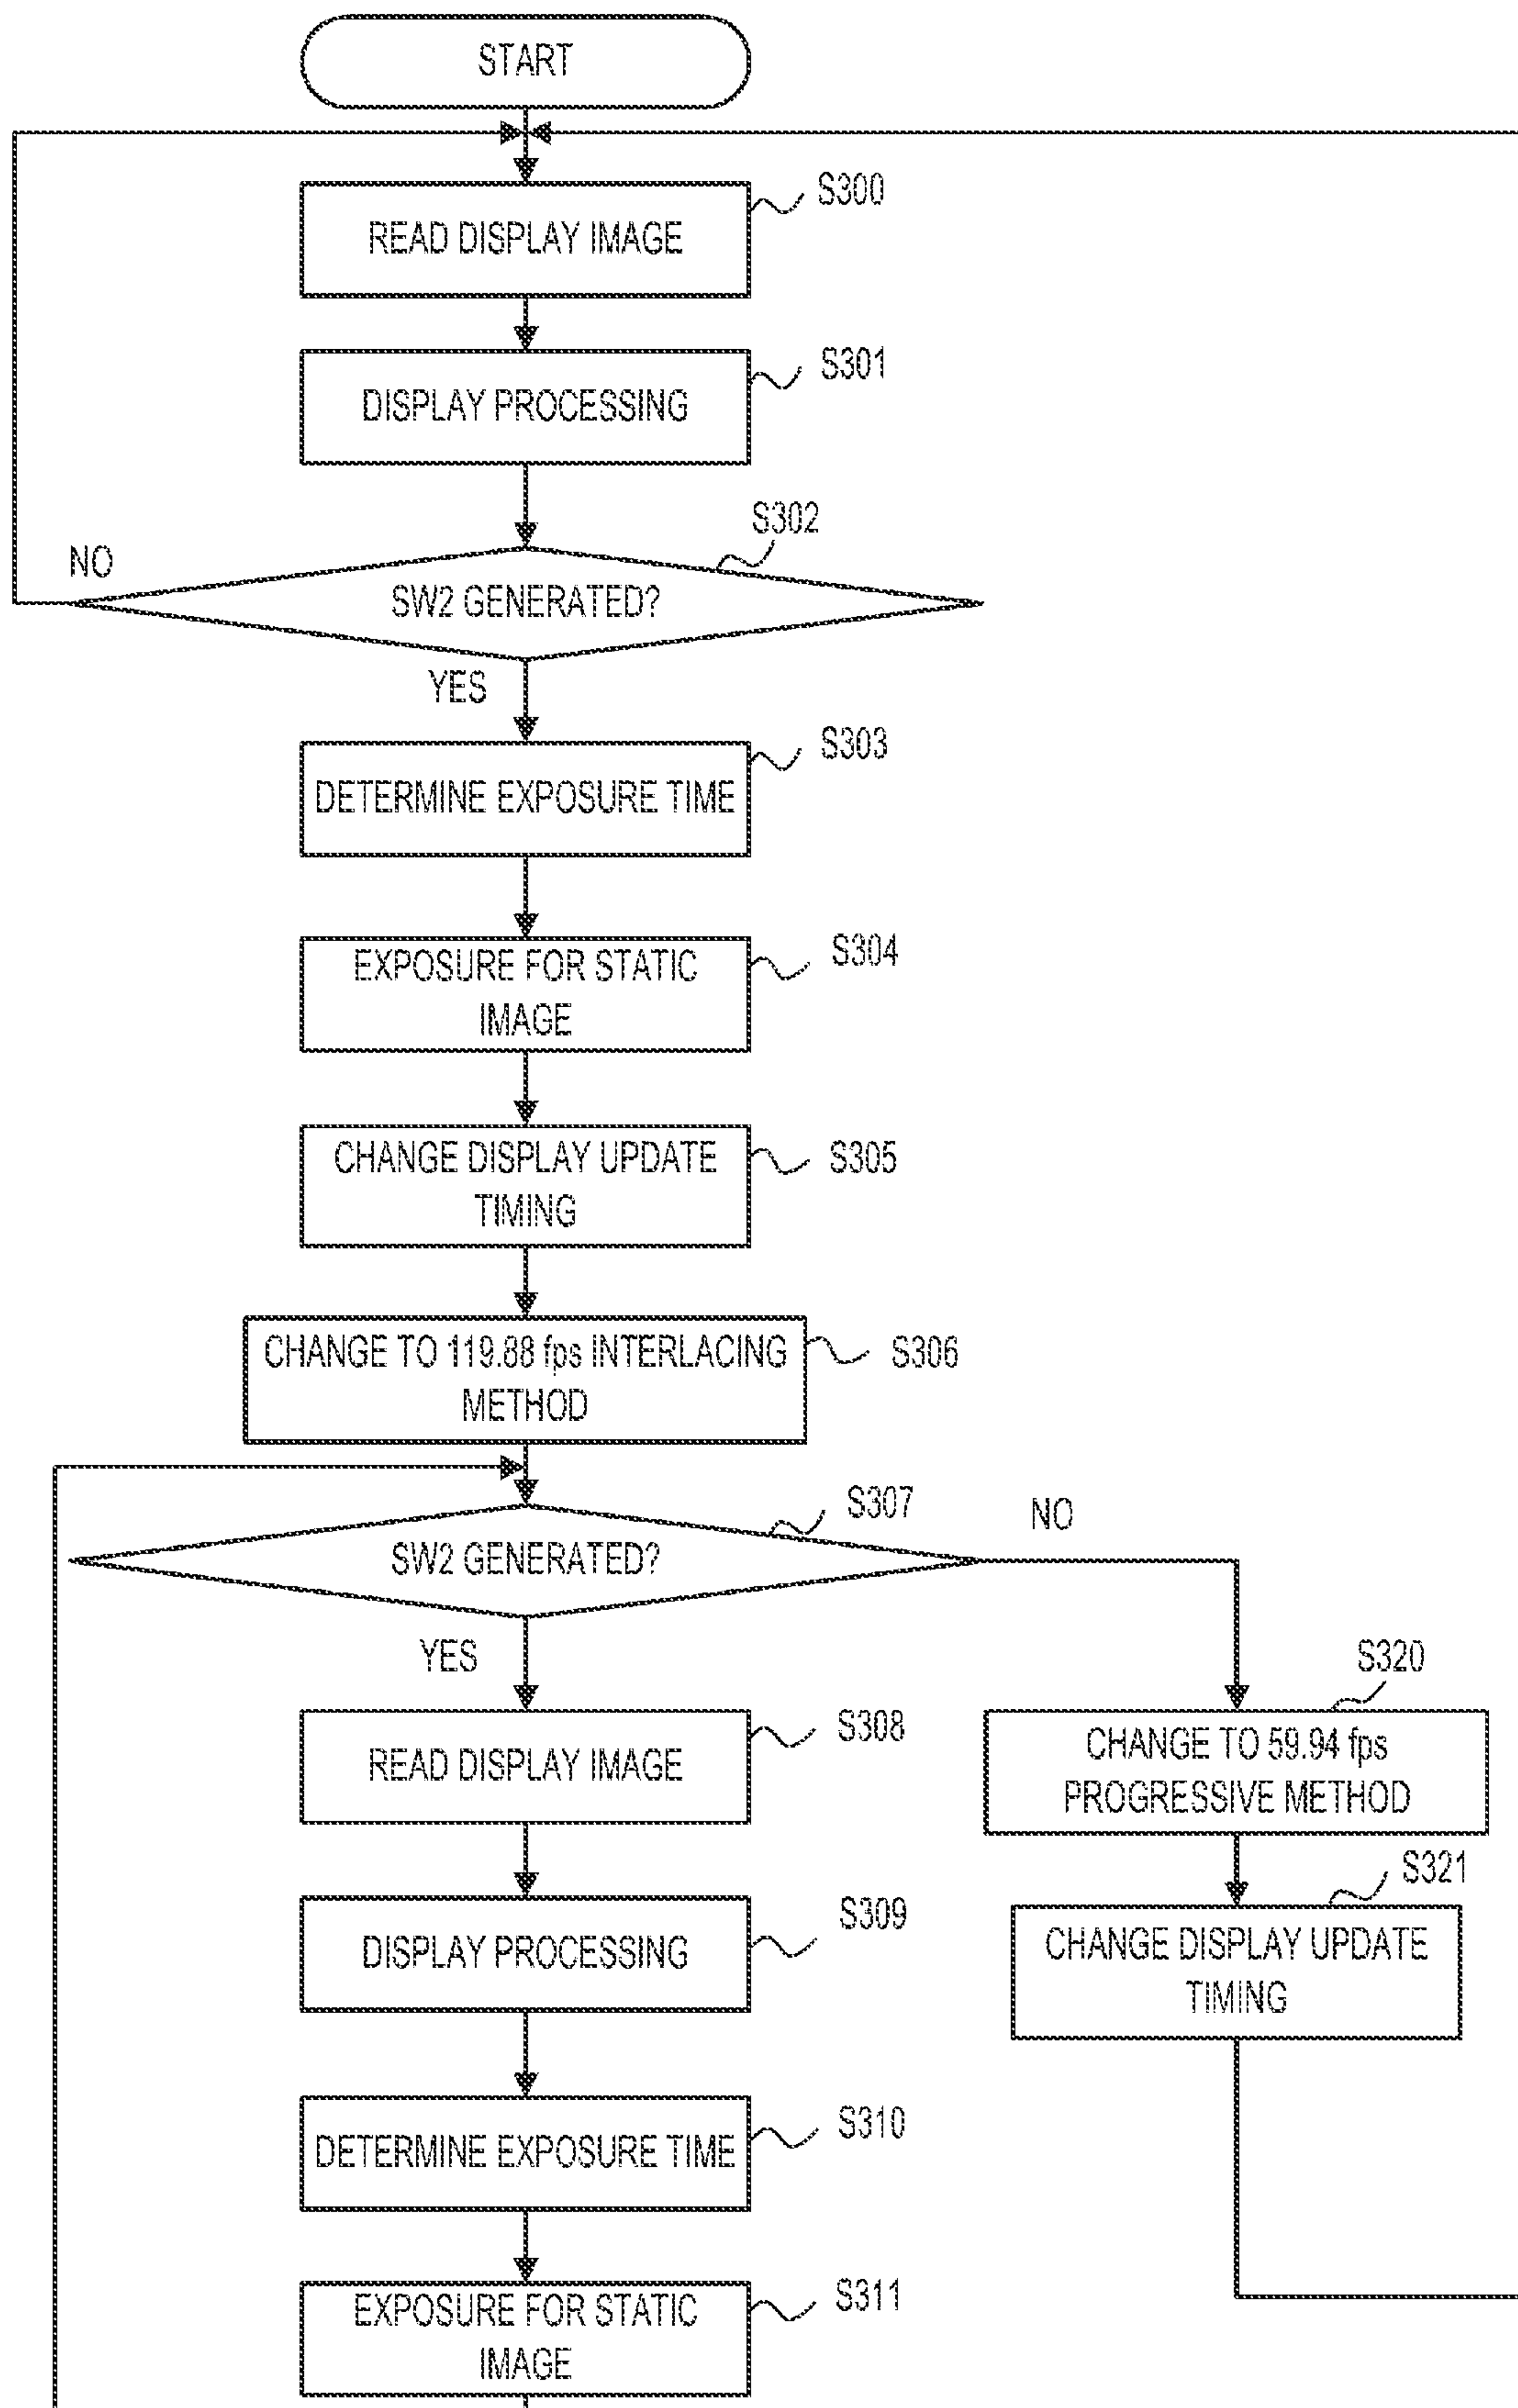 START
S300
READ DISPLAY IMAGE
S301
DISPLAY PROCESSING
S302
NO
SW2 GENERATED?
YES
S303
DETERMINE EXPOSURE TIME
S304
EXPOSURE FOR STATIC
IMAGE
S305
CHANGE DISPLAY UPDATE
TIMING
S306
CHANGE TO 119.88 fps INTERLACING
METHOD
S307
NO
SW2 GENERATED?
YES
S320
S308
CHANGE TO 59.94 fps
PROGRESSIVE METHOD
READ DISPLAY IMAGE
S321
S309
CHANGE DISPLAY UPDATE
TIMING
DISPLAY PROCESSING
S310
DETERMINE EXPOSURE TIME
S311
EXPOSURE FOR STATIC
IMAGE